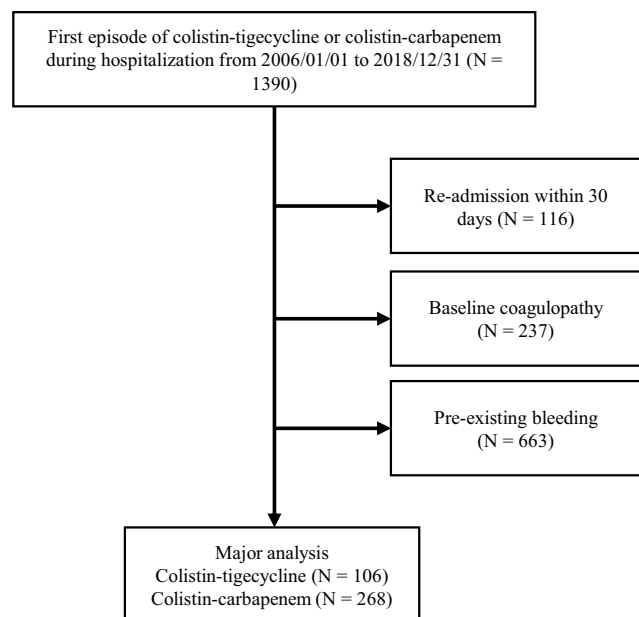 First episode of colistin-tigecycline or colistin-carbapenem
during hospitalization from 2006/01/01 to 2018/12/31 (N =
1390)
Re-admission within 30
days (N = 116)
Baseline coagulopathy
(N = 237)
Pre-existing bleeding
(N = 663)
Major analysis
Colistin-tigecycline (N = 106)
Colistin-carbapenem (N = 268)